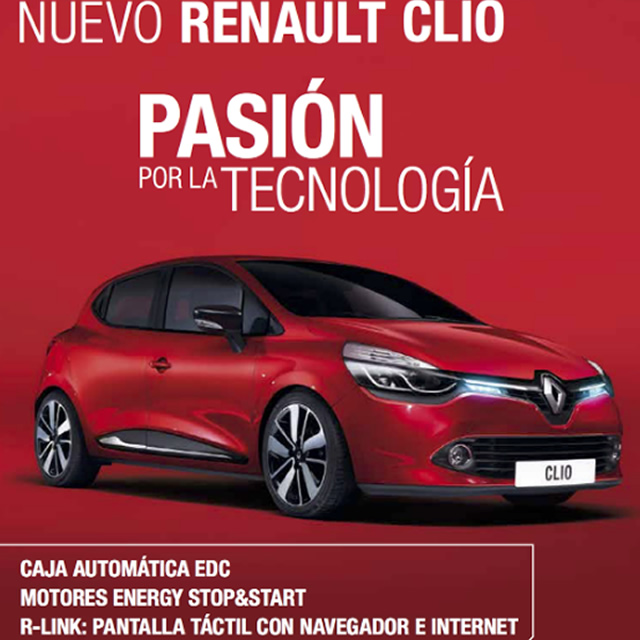 NUEVO RENAULT CLIO
PASIÓN
POR LA TECNOLOGÍA
CLIO
CAJA AUTOMÁTICA EDC
MOTORES ENERGY STOP&START
R-LINK: PANTALLA TÁCTIL CON NAVEGADOR E INTERNET